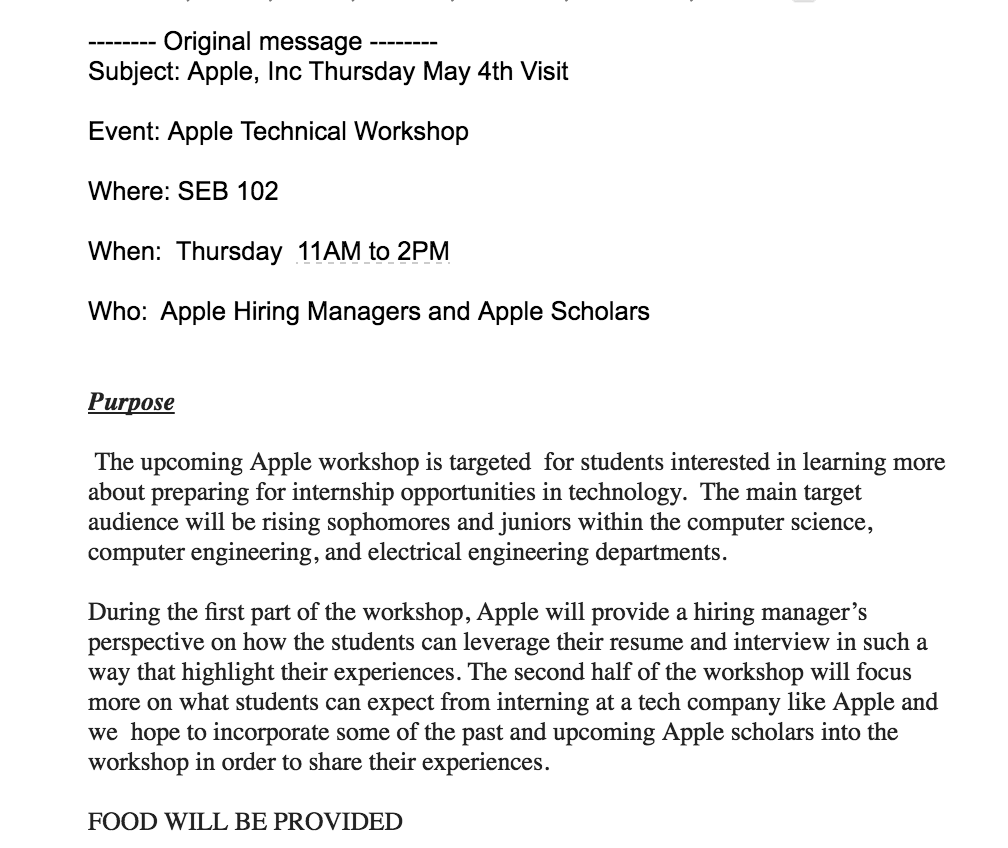 -------- Original message --------
Subject: Apple, Inc Thursday May 4th Visit
Event: Apple Technical Workshop
Where: SEB 102
When:  Thursday  11AM to 2PM
Who:  Apple Hiring Managers and Apple Scholars
Purpose
The upcoming Apple workshop is targeted  for students interested in learning more
about preparing for internship opportunities in technology.  The main target
audience will be rising sophomores and juniors within the computer science,
computer engineering, and electrical engineering departments.
During the first part of the workshop, Apple will provide a hiring manager’s
perspective on how the students can leverage their resume and interview in such a
way that highlight their experiences. The second half of the workshop will focus
more on what students can expect from interning at a tech company like Apple and
we  hope to incorporate some of the past and upcoming Apple scholars into the
workshop in order to share their experiences.
FOOD WILL BE PROVIDED